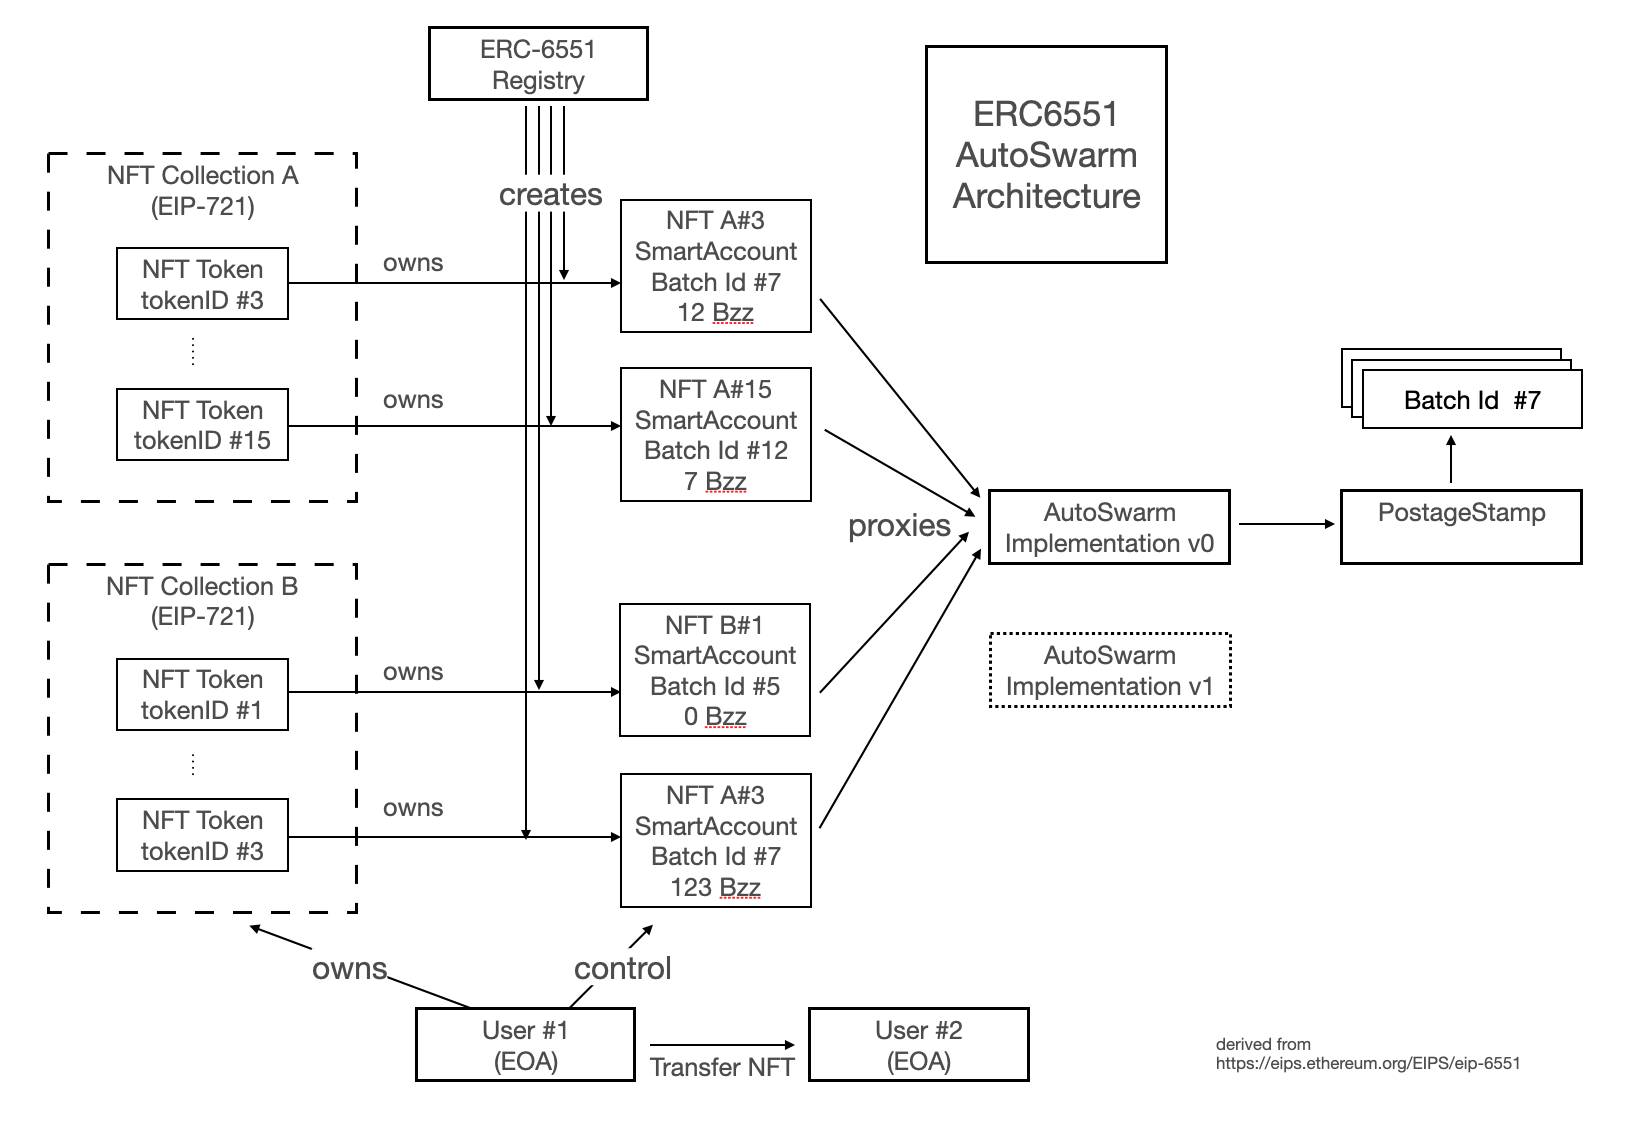 ERC-6551
Registry
ERC6551
AutoSwarm
Architecture
NFT Collection A
(EIP-721)
creates
NFT Token
tokenID #3
owns
NFT A#3
SmartAccount
Batch Id #7
12 Bzz
NFT Token
tokenID #15
owns
NFT A#15
SmartAccount
Batch Id #12
7 Bzz
Batch Id #7
proxies
AutoSwarm
Implementation v0
PostageStamp
NFT Collection B
(EIP-721)
NFT Token
tokenID #1
owns
NFT B#1
SmartAccount
Batch Id #5
0 Bzz
AutoSwarm
Implementation v1
NFT Token
tokenID #3
owns
NFT A#3
SmartAccount
Batch Id #7
123 Bzz
owns
control
User #1
(EOA)
Transfer NFT
User #2
(EOA)
derived from
https://eips.ethereum.org/EIPS/eip-6551